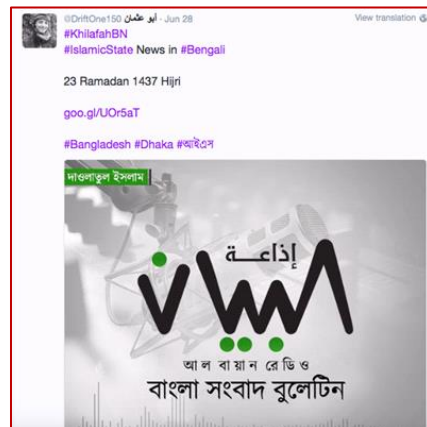 @DriftOne150 أبو عثمان · Jun 28
View translation
#KhilafahBN
#IslamicState News in #Bengali
23 Ramadan 1437 Hijri
goo.gl/UOr5aT
#Bangladesh #Dhaka #আইএস
দাওলাতুল ইসলাম
إذاعــة
البيان
আল বায়ান রেডিও
বাংলা সংবাদ বুলেটিন